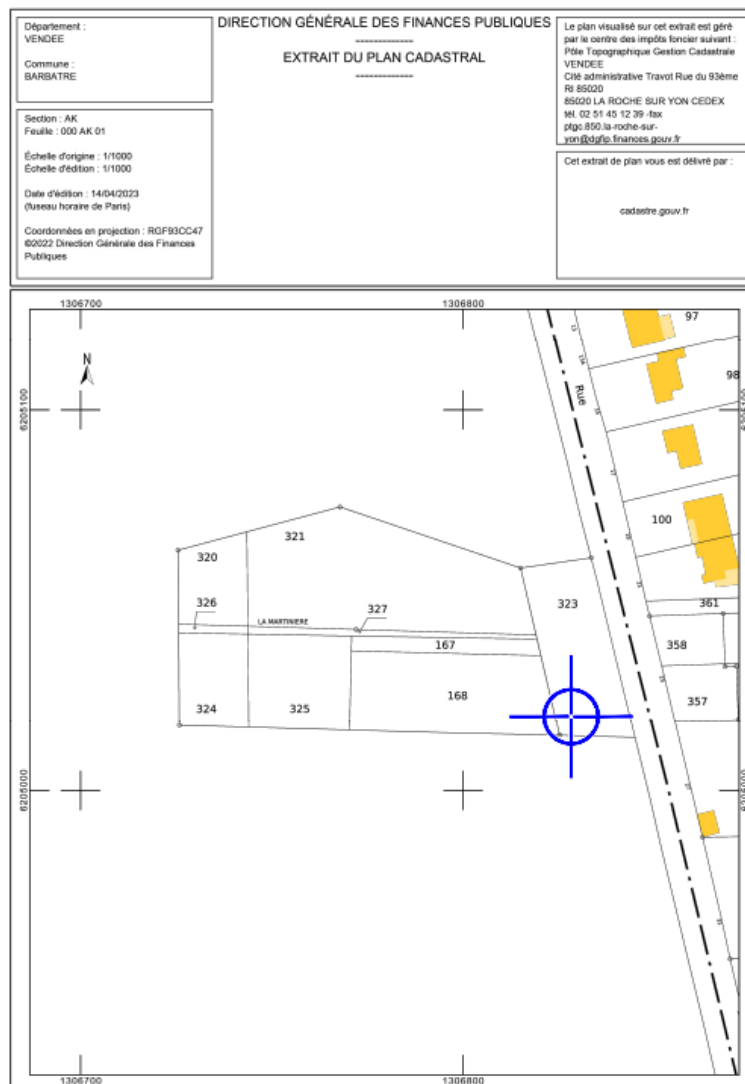 Département :
VENDEE
Commune :
BARBATRE
Section : AK
Feuille : 000 AK 01
Échelle d'origine : 1/1000
Échelle d'édition : 1/1000
Date d'édition : 14/04/2023
(fuseau horaire de Paris)
Coordonnées en projection : RGF93CC47
©2022 Direction Générale des Finances
Publiques
DIRECTION GÉNÉRALE DES FINANCES PUBLIQUES
-------------
EXTRAIT DU PLAN CADASTRAL
-------------
Le plan visualisé sur cet extrait est géré
par le centre des impôts foncier suivant :
Pôle Topographique Gestion Cadastrale
VENDEE
Cité administrative Travot Rue du 93ème
RI 85020
85020 LA ROCHE SUR YON CEDEX
tél. 02 51 45 12 39 -fax
ptgc.850.la-roche-sur-
yon@dgfip.finances.gouv.fr
Cet extrait de plan vous est délivré par :
cadastre.gouv.fr
1306700
1306800
N
6205100
6205100
97
98
Rue
100
321
320
326
327
LA MARTINIERE
323
361
167
358
168
357
324
325
6205000
6205000
1306700
1306800